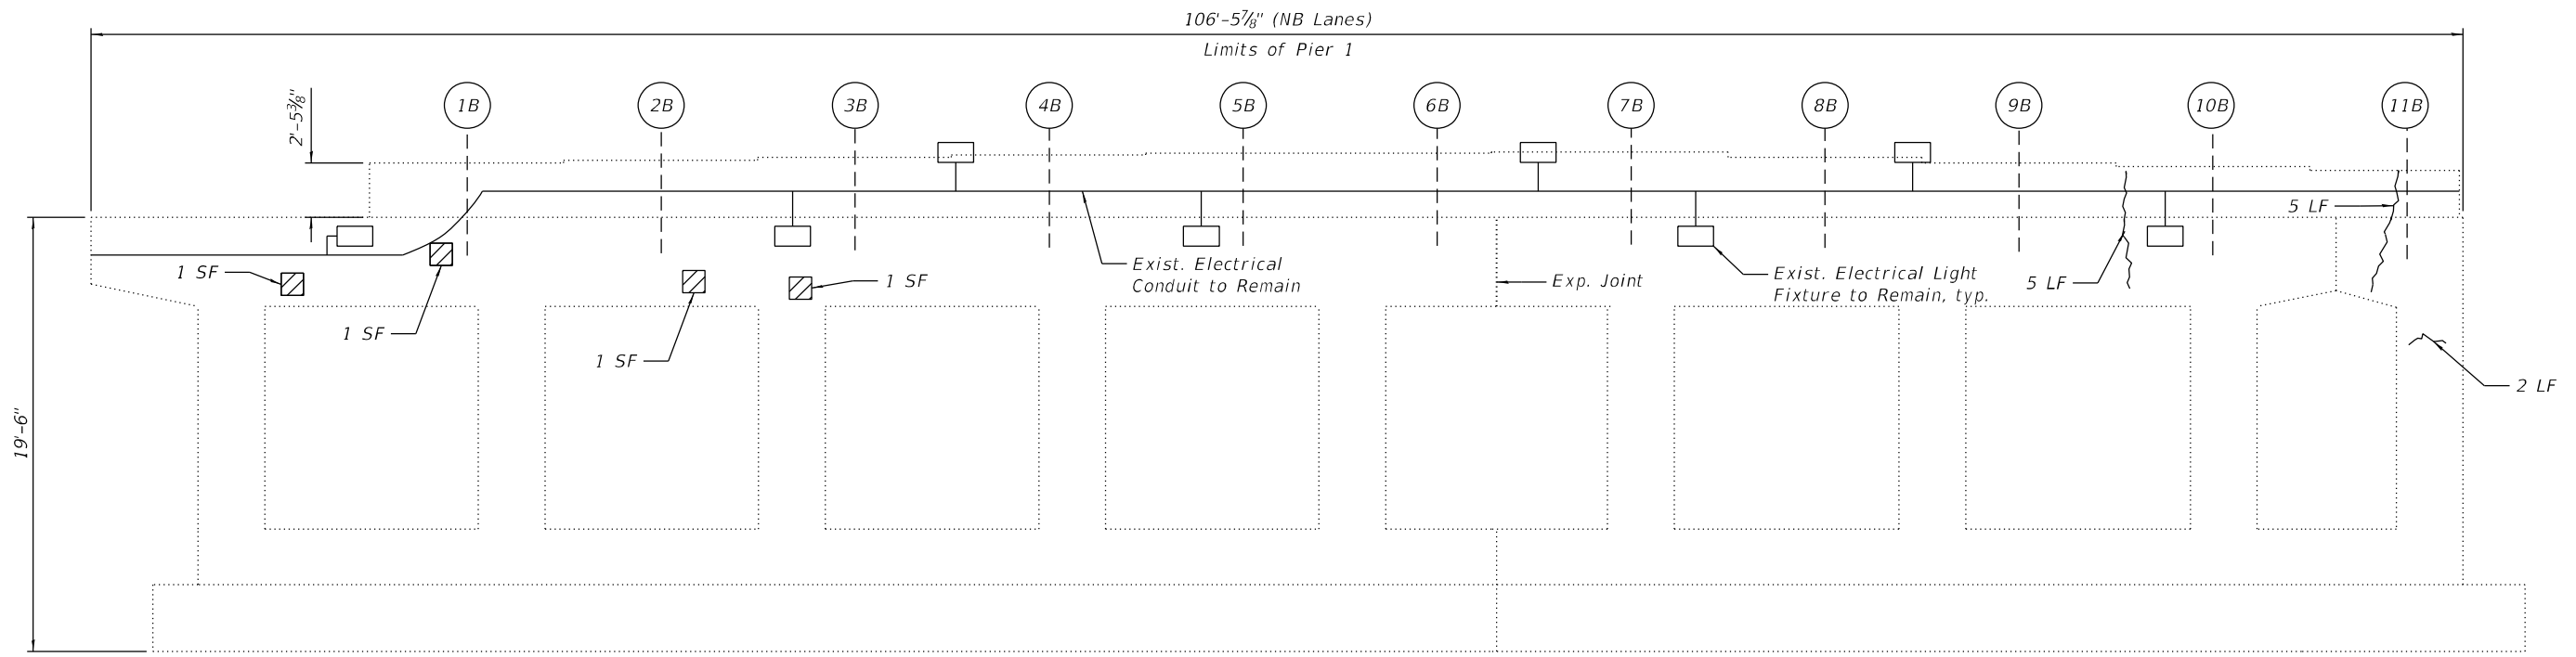 106'-5⅞" (NB Lanes)
Limits of Pier 1
2'-5⅜"
1B
2B
3B
4B
5B
6B
7B
8B
9B
10B
11B
5 LF
1 SF
1 SF
1 SF
1 SF
Exist. Electrical
Conduit to Remain
Exp. Joint
Exist. Electrical Light
Fixture to Remain, typ.
5 LF
2 LF
19'-6"